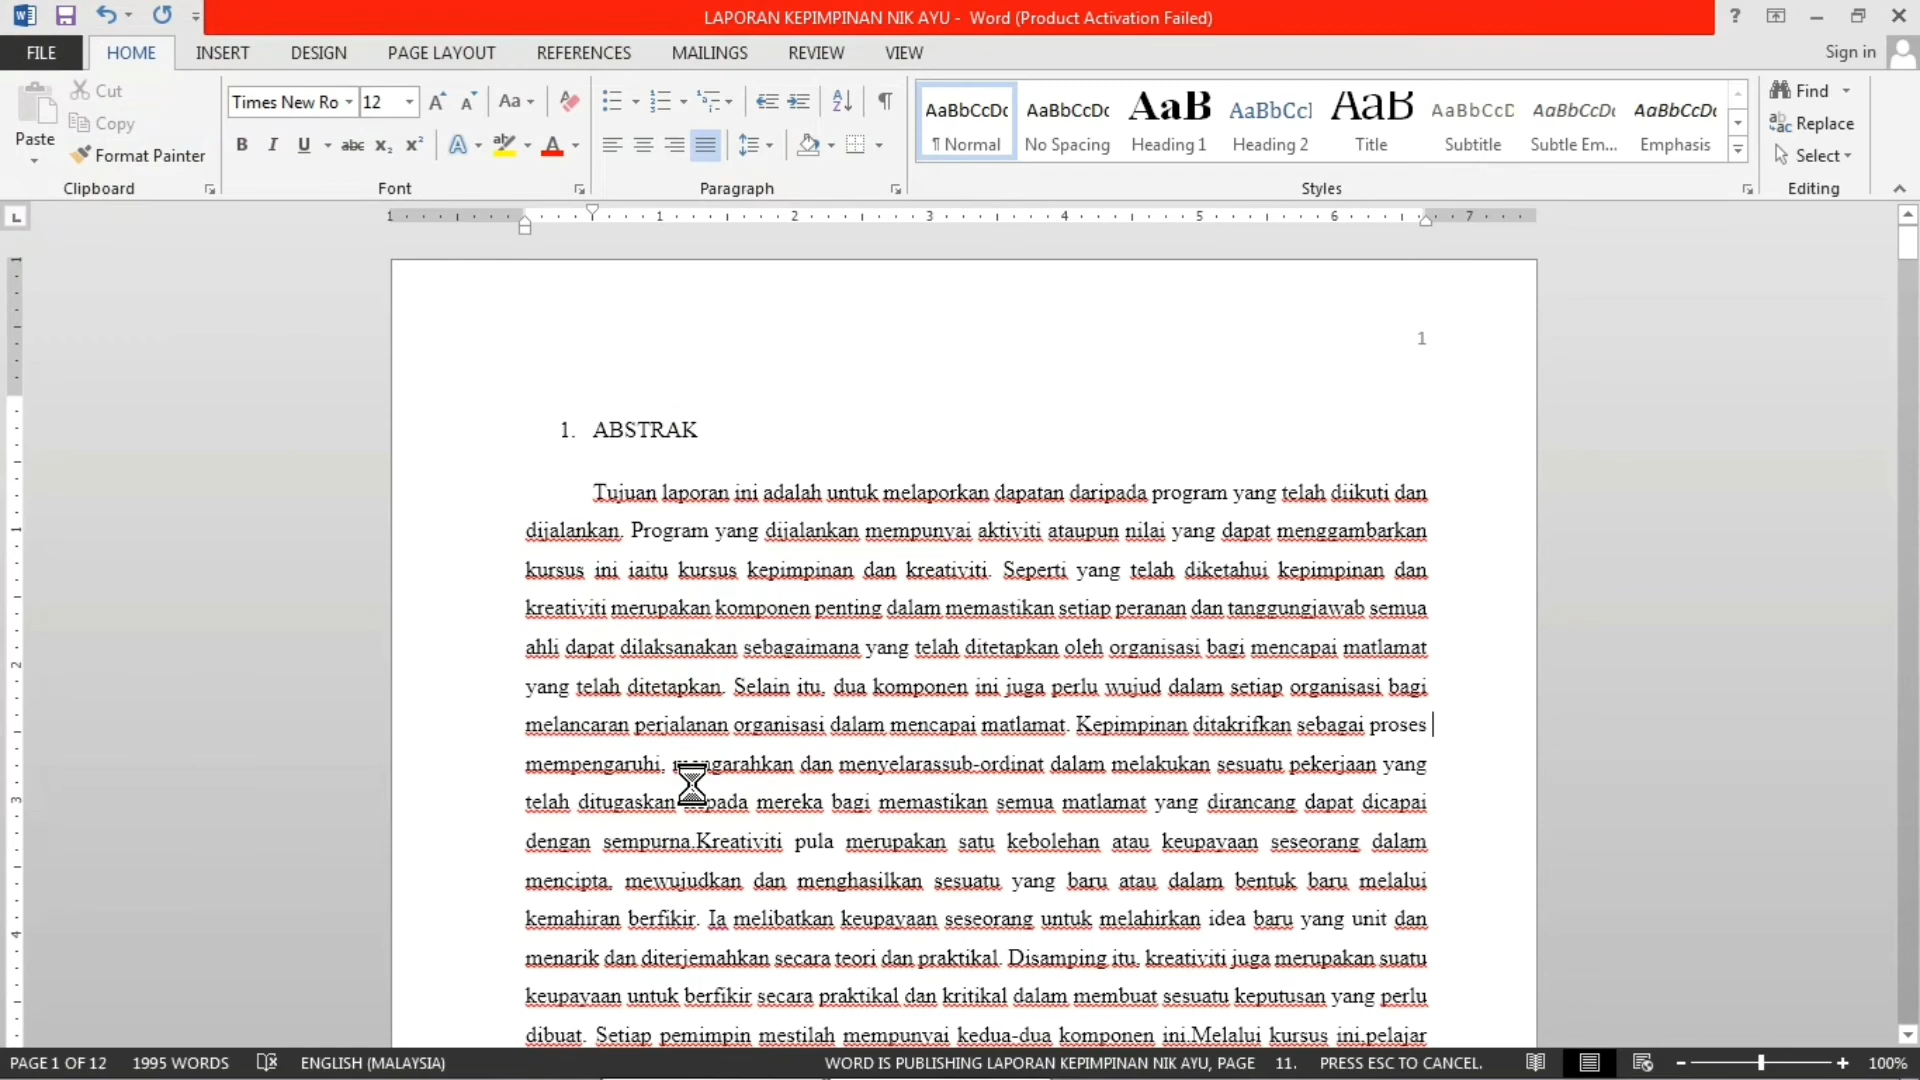 LAPORAN KEPIMPINAN NIK AYU - Word (Product Activation Failed)
?
FILE HOME INSERT DESIGN PAGE LAYOUT REFERENCES MAILINGS REVIEW VIEW Sign in
Paste
Cut
Copy
Format Painter
Clipboard
Times New Ro 12
Font
Paragraph
AaBbCcDc ¶ Normal
AaBbCcDc No Spacing
AaB Heading 1
AaBbCcl Heading 2
AaB Title
AaBbCcD Subtitle
AaBbCcDc Subtle Em...
AaBbCcDc Emphasis
Styles
Find
Replace
Select
Editing
1 1 2 3 4 5 6 7
1
1. ABSTRAK
Tujuan laporan ini adalah untuk melaporkan dapatan daripada program yang telah diikuti dan
dijalankan. Program yang dijalankan mempunyai aktiviti ataupun nilai yang dapat menggambarkan
kursus ini iaitu kursus kepimpinan dan kreativiti. Seperti yang telah diketahui kepimpinan dan
kreativiti merupakan komponen penting dalam memastikan setiap peranan dan tanggungjawab semua
ahli dapat dilaksanakan sebagaimana yang telah ditetapkan oleh organisasi bagi mencapai matlamat
yang telah ditetapkan. Selain itu, dua komponen ini juga perlu wujud dalam setiap organisasi bagi
melancaran perjalanan organisasi dalam mencapai matlamat. Kepimpinan ditakrifkan sebagai proses
mempengaruhi, mengarahkan dan menyelarassub-ordinat dalam melakukan sesuatu pekerjaan yang
telah ditugaskan kepada mereka bagi memastikan semua matlamat yang dirancang dapat dicapai
dengan sempurna.Kreativiti pula merupakan satu kebolehan atau keupayaan seseorang dalam
mencipta, mewujudkan dan menghasilkan sesuatu yang baru atau dalam bentuk baru melalui
kemahiran berfikir. Ia melibatkan keupayaan seseorang untuk melahirkan idea baru yang unit dan
menarik dan diterjemahkan secara teori dan praktikal. Disamping itu, kreativiti juga merupakan suatu
keupayaan untuk berfikir secara praktikal dan kritikal dalam membuat sesuatu keputusan yang perlu
dibuat. Setiap pemimpin mestilah mempunyai kedua-dua komponen ini.Melalui kursus ini,pelajar
PAGE 1 OF 12 1995 WORDS ENGLISH (MALAYSIA) WORD IS PUBLISHING LAPORAN KEPIMPINAN NIK AYU, PAGE 11. PRESS ESC TO CANCEL. 100%